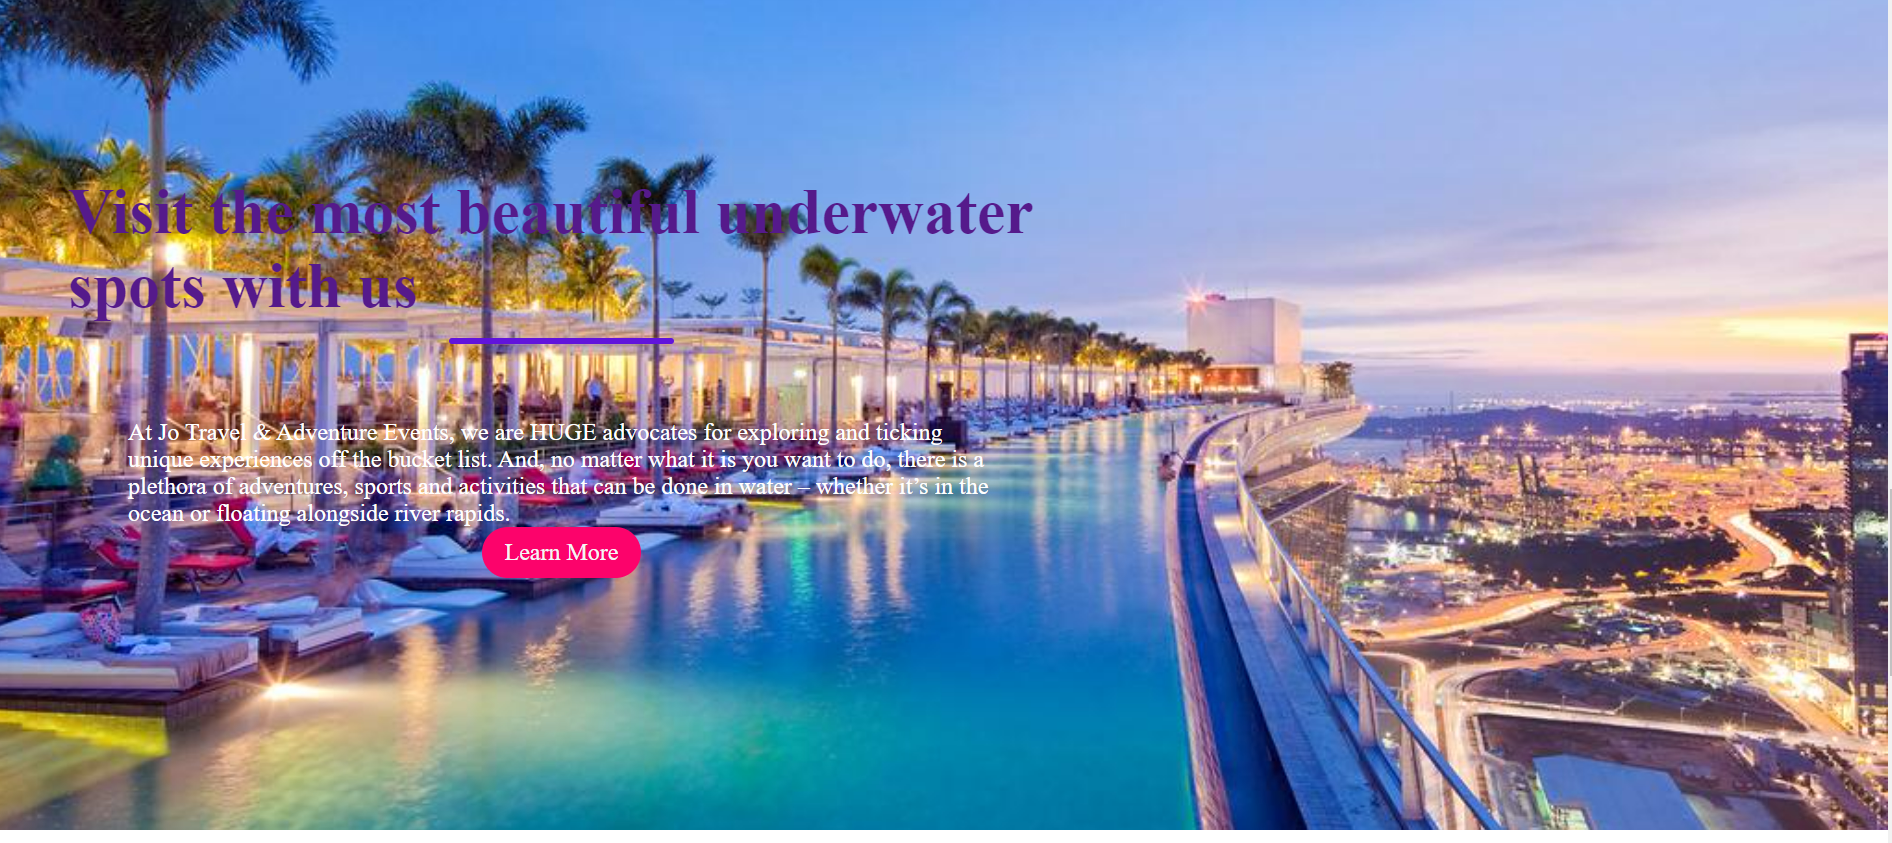 Visit the most beautiful underwater
spots with us
At Jo Travel & Adventure Events, we are HUGE advocates for exploring and ticking
unique experiences off the bucket list. And, no matter what it is you want to do, there is a
plethora of adventures, sports and activities that can be done in water – whether it’s in the
ocean or floating alongside river rapids.
Learn More